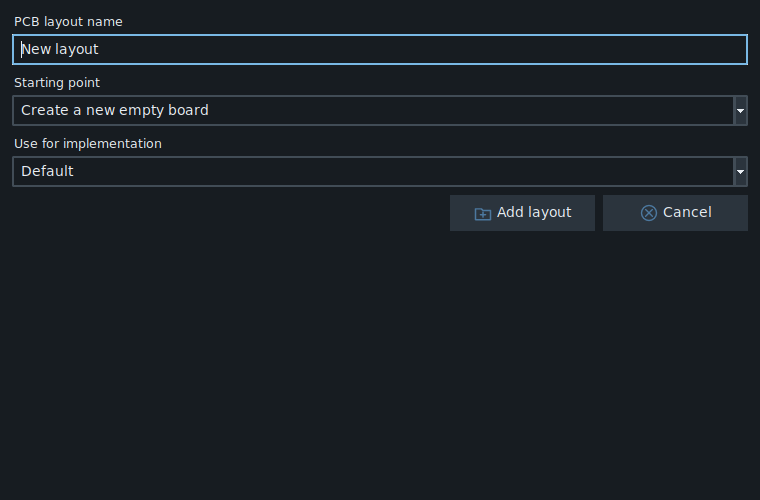 PCB layout name
New layout
Starting point
Create a new empty board
Use for implementation
Default
Add layout
Cancel